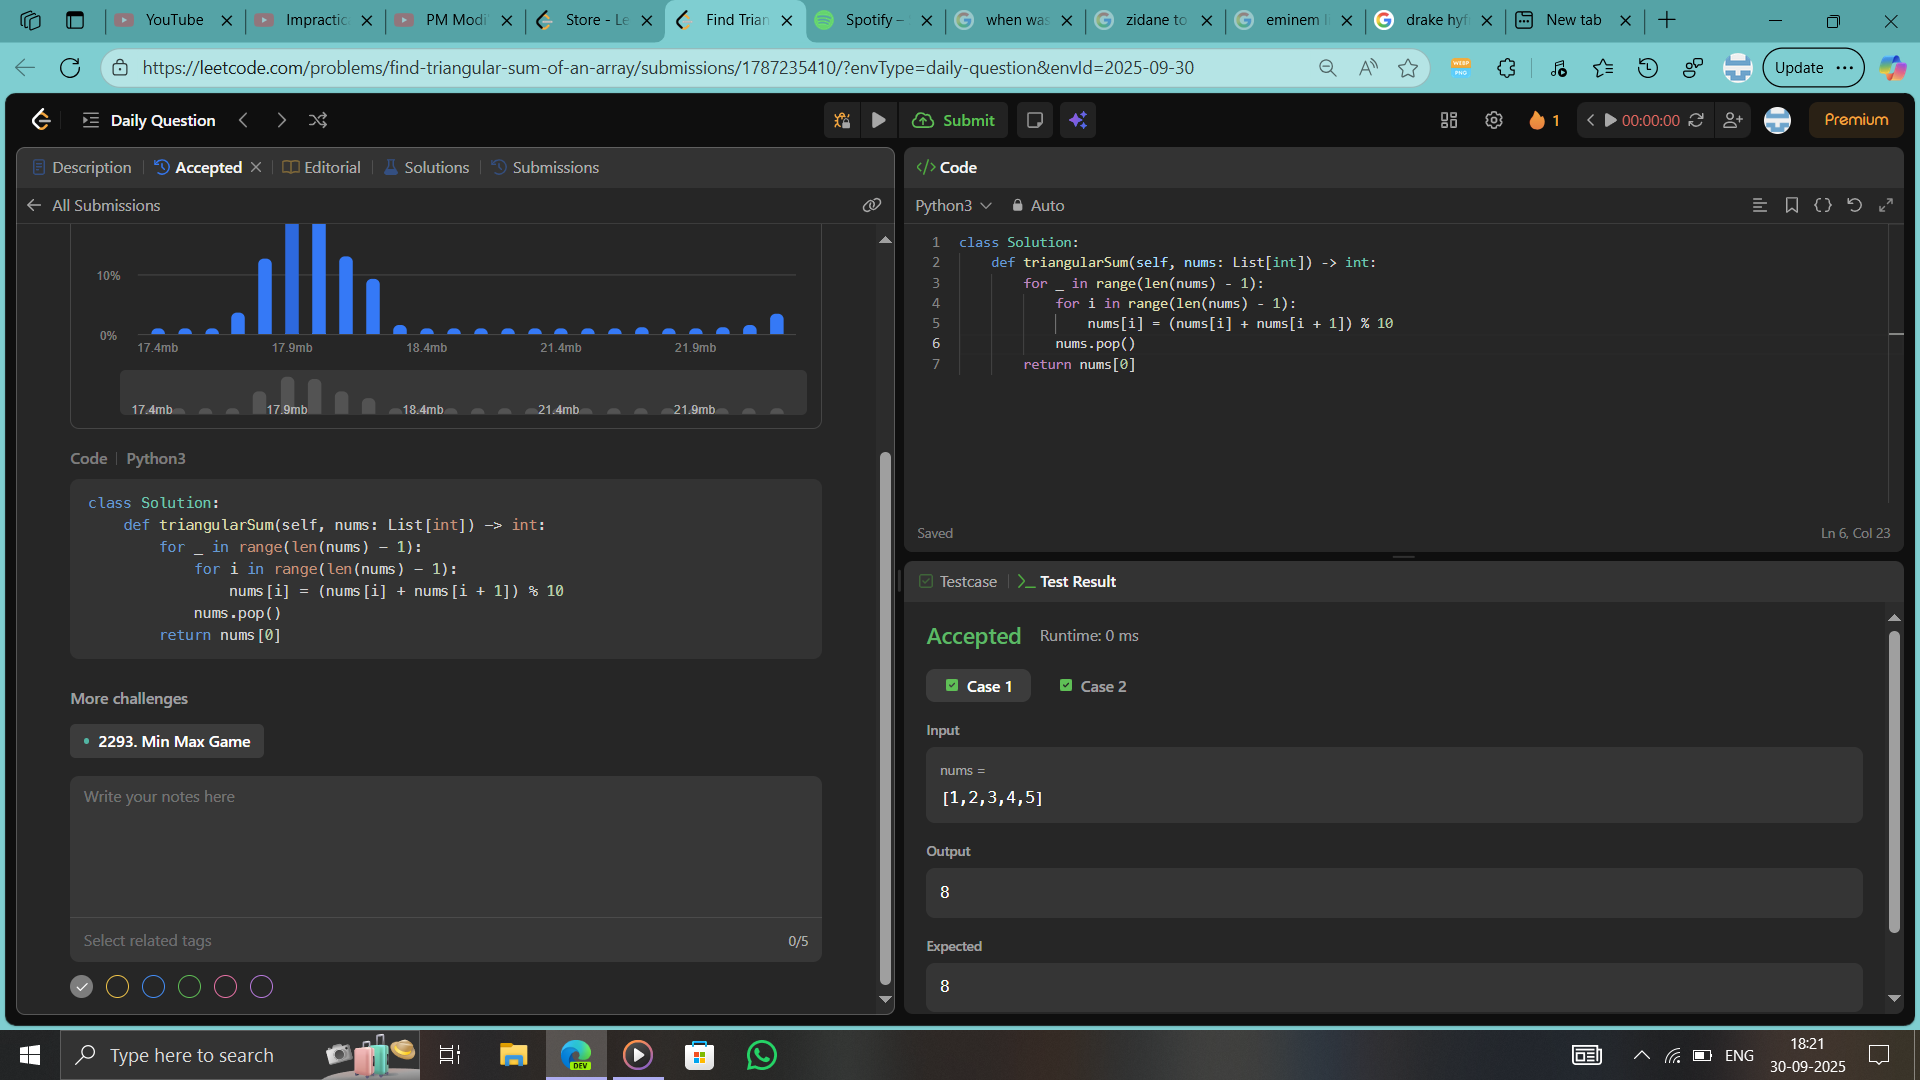 YouTube
Impractic
PM Modi
Store - Le
Find Trian
Spotify –
when was
zidane to
eminem l
drake hyf
New tab
https://leetcode.com/problems/find-triangular-sum-of-an-array/submissions/1787235410/?envType=daily-question&envId=2025-09-30
WEBP
PNG
Update
Daily Question
Submit
1
00:00:00
Premium
Description
Accepted
Editorial
Solutions
Submissions
All Submissions
10%
0%
17.4mb 17.9mb 18.4mb 21.4mb 21.9mb
17.4mb 17.9mb 18.4mb 21.4mb 21.9mb
Code Python3
class Solution:
def triangularSum(self, nums: List[int]) -> int:
for _ in range(len(nums) - 1):
for i in range(len(nums) - 1):
nums[i] = (nums[i] + nums[i + 1]) % 10
nums.pop()
return nums[0]
More challenges
2293. Min Max Game
Write your notes here
Select related tags
0/5
</> Code
Python3
Auto
1 class Solution:
2 def triangularSum(self, nums: List[int]) -> int:
3 for _ in range(len(nums) - 1):
4 for i in range(len(nums) - 1):
5 nums[i] = (nums[i] + nums[i + 1]) % 10
6 nums.pop()
7 return nums[0]
Saved
Ln 6, Col 23
Testcase
Test Result
Accepted
Runtime: 0 ms
Case 1
Case 2
Input
nums =
[1,2,3,4,5]
Output
8
Expected
8
Type here to search
DEV
ENG
18:21
30-09-2025